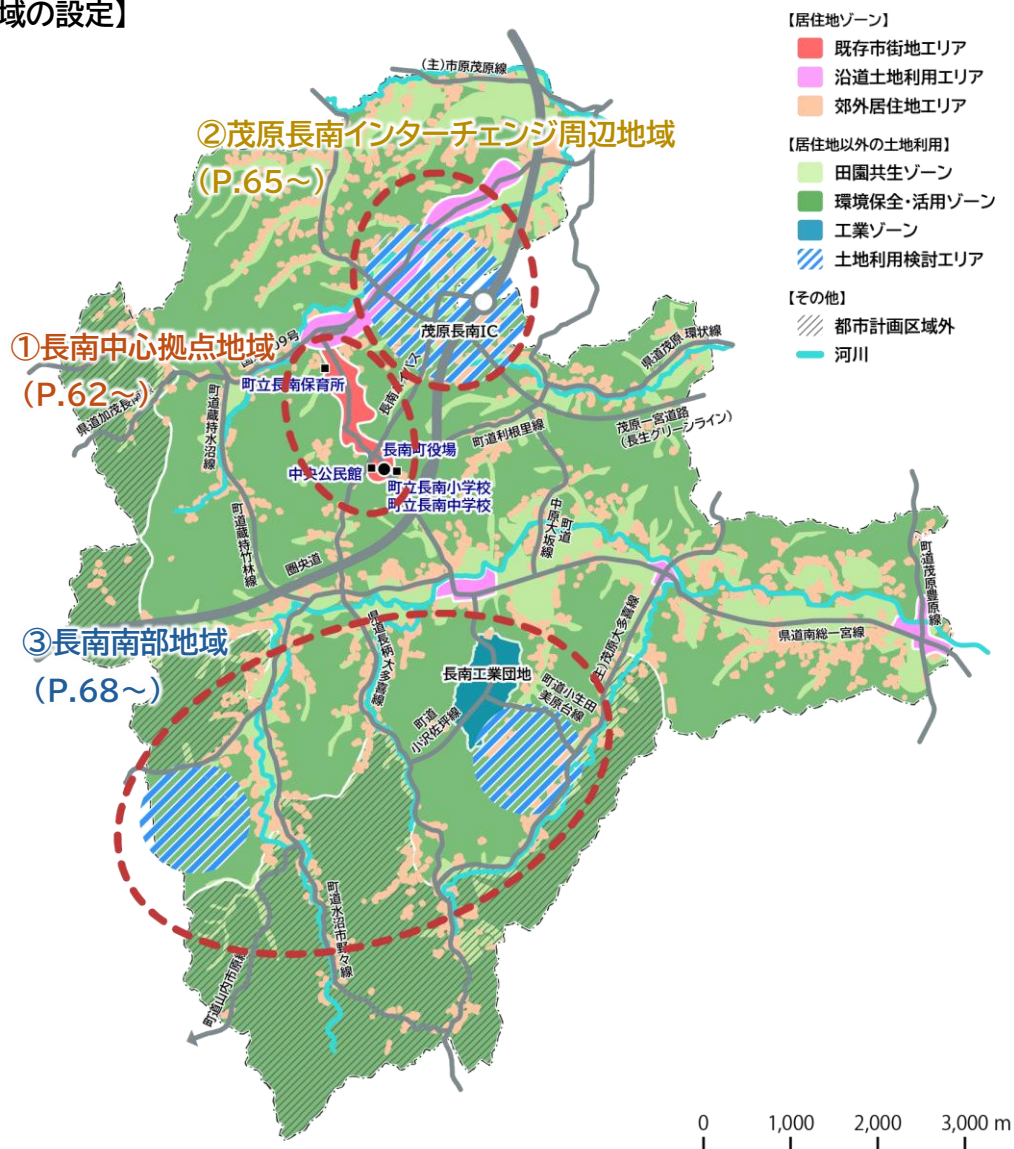 域の設定】
【居住地ゾーン】
既存市街地エリア
沿道土地利用エリア
郊外居住地エリア
【居住地以外の土地利用】
田園共生ゾーン
環境保全・活用ゾーン
工業ゾーン
土地利用検討エリア
【その他】
都市計画区域外
河川
(主)市原茂原線
②茂原長南インターチェンジ周辺地域
(P.65～)
茂原長南IC
①長南中心拠点地域
(P.62～)
町立長南保育所
県道茂原環状線
茂原一宮道路
(長生グリーンライン)
町道利根里線
町道蔵持水沼線
長南町役場
中央公民館
町立長南小学校
町立長南中学校
町道
中原大坂線
町道蔵持竹林線
圏央道
町道茂原豊原線
県道南総一宮線
③長南南部地域
(P.68～)
県道長柄大多喜線
(主)茂原大多喜線
長南工業団地
町道小生田
美原台線
町道
小沢佐坪線
町道水沼市野々線
町道山内市原線
0 1,000 2,000 3,000 m